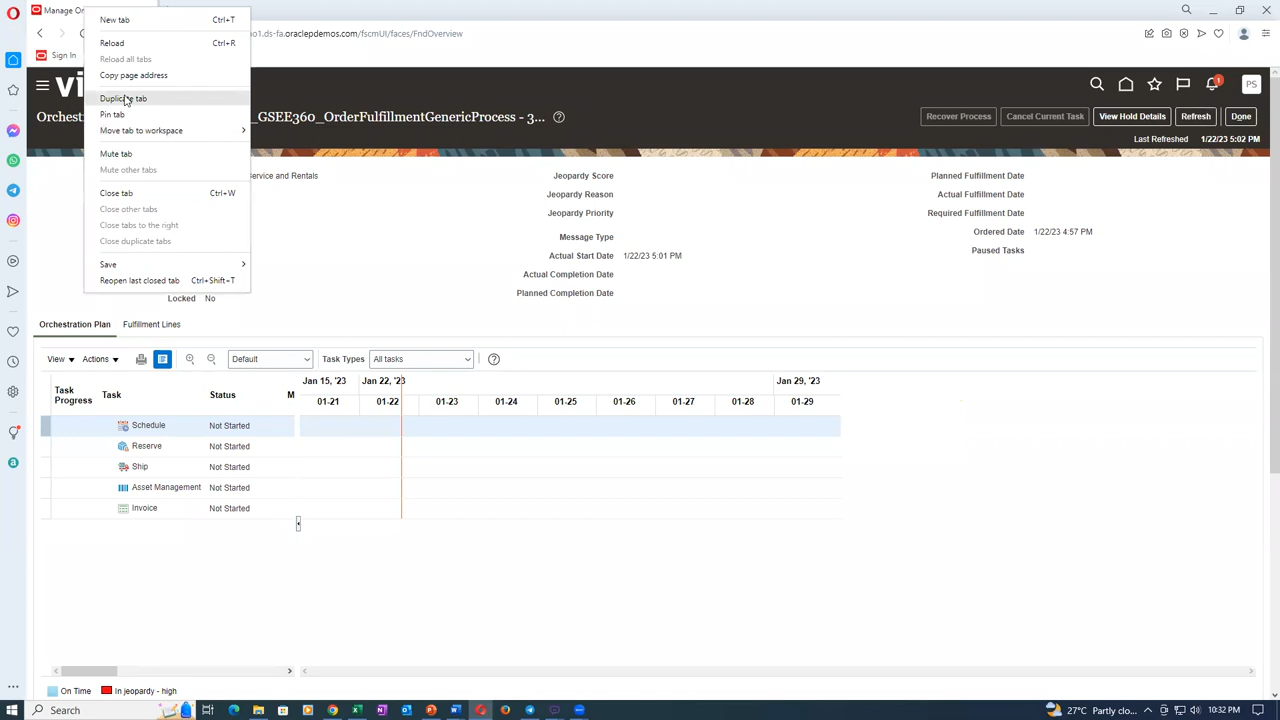 Manage Or
New tab Ctrl+T
Reload Ctrl+R
Reload all tabs
Copy page address
Duplicate tab
Pin tab
Move tab to workspace
Mute tab
Mute other tabs
Close tab Ctrl+W
Close other tabs
Close tabs to the right
Close duplicate tabs
Save
Reopen last closed tab Ctrl+Shift+T
o1.ds-fa.oraclepdemos.com/fscmUI/faces/FndOverview
Sign In
vi
1
PS
Orchest
_GSEE360_OrderFulfillmentGenericProcess - 3...
Recover Process Cancel Current Task View Hold Details Refresh Done
Last Refreshed 1/22/23 5:02 PM
Service and Rentals
Locked No
Jeopardy Score
Jeopardy Reason
Jeopardy Priority
Message Type
Actual Start Date 1/22/23 5:01 PM
Actual Completion Date
Planned Completion Date
Planned Fulfillment Date
Actual Fulfillment Date
Required Fulfillment Date
Ordered Date 1/22/23 4:57 PM
Paused Tasks
Orchestration Plan Fulfillment Lines
View Actions Default Task Types All tasks
Task Progress Task Status M
Jan 15, '23 Jan 22, '23 Jan 29, '23
01-21 01-22 01-23 01-24 01-25 01-26 01-27 01-28 01-29
Schedule Not Started
Reserve Not Started
Ship Not Started
Asset Management Not Started
Invoice Not Started
On Time In jeopardy - high
Search
27°C Partly clo... 10:32 PM